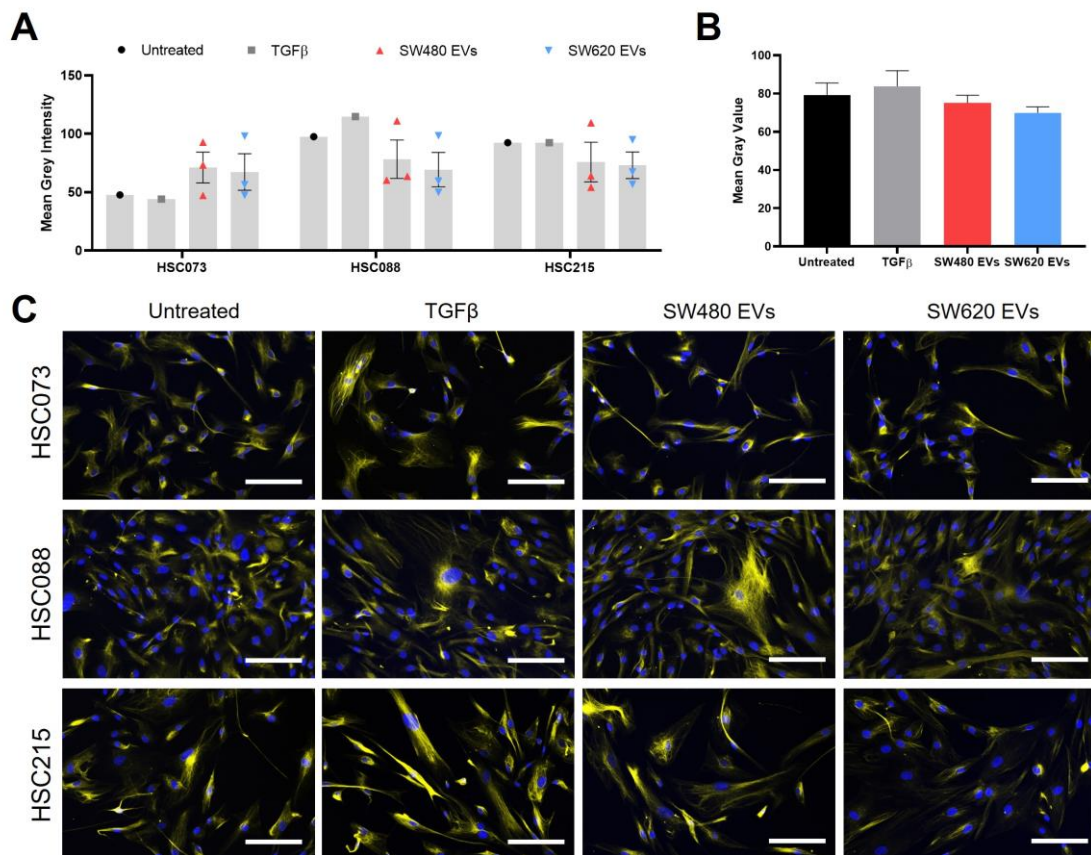 A
Untreated TGFβ SW480 EVs SW620 EVs
Mean Grey Intensity
150
100
50
0
HSC073 HSC088 HSC215
B
Mean Gray Value
100
80
60
40
20
0
Untreated TGFβ SW480 EVs SW620 EVs
C
Untreated TGFβ SW480 EVs SW620 EVs
HSC073
HSC088
HSC215